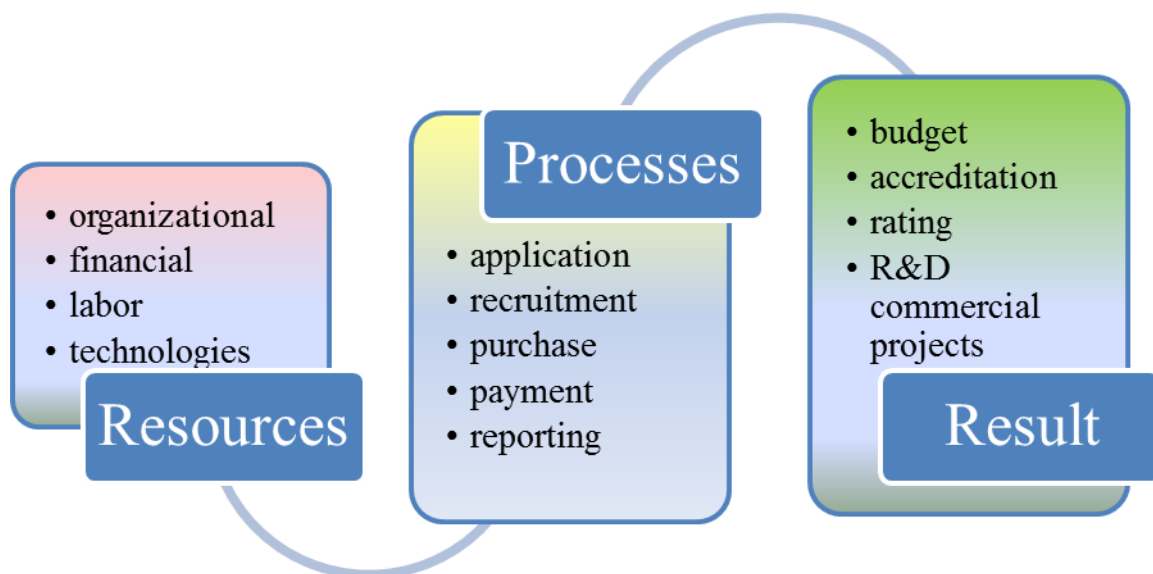 • organizational
• financial
• labor
• technologies
Resources
Processes
• application
• recruitment
• purchase
• payment
• reporting
• budget
• accreditation
• rating
• R&D
commercial
projects
Result